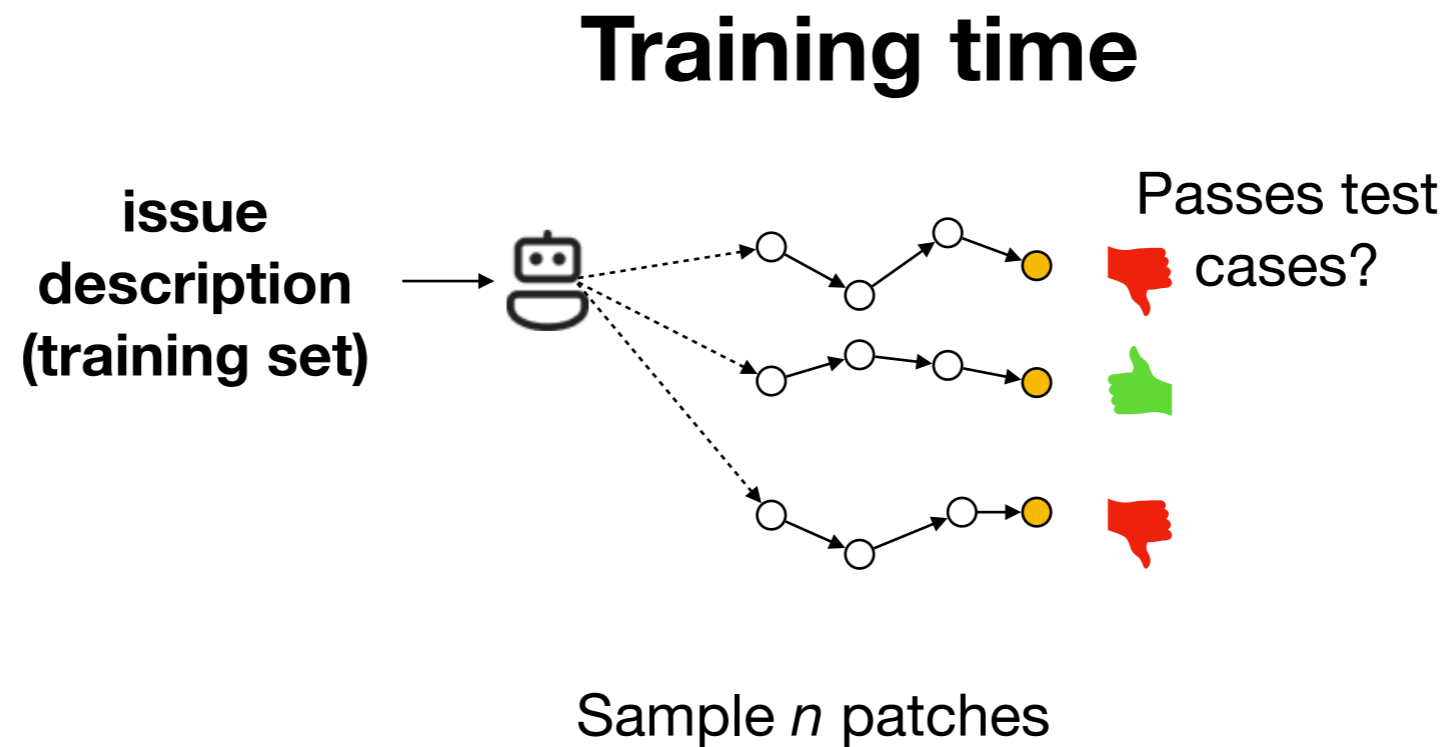 Training time
issue
description
(training set)
Passes test
cases?
Sample n patches